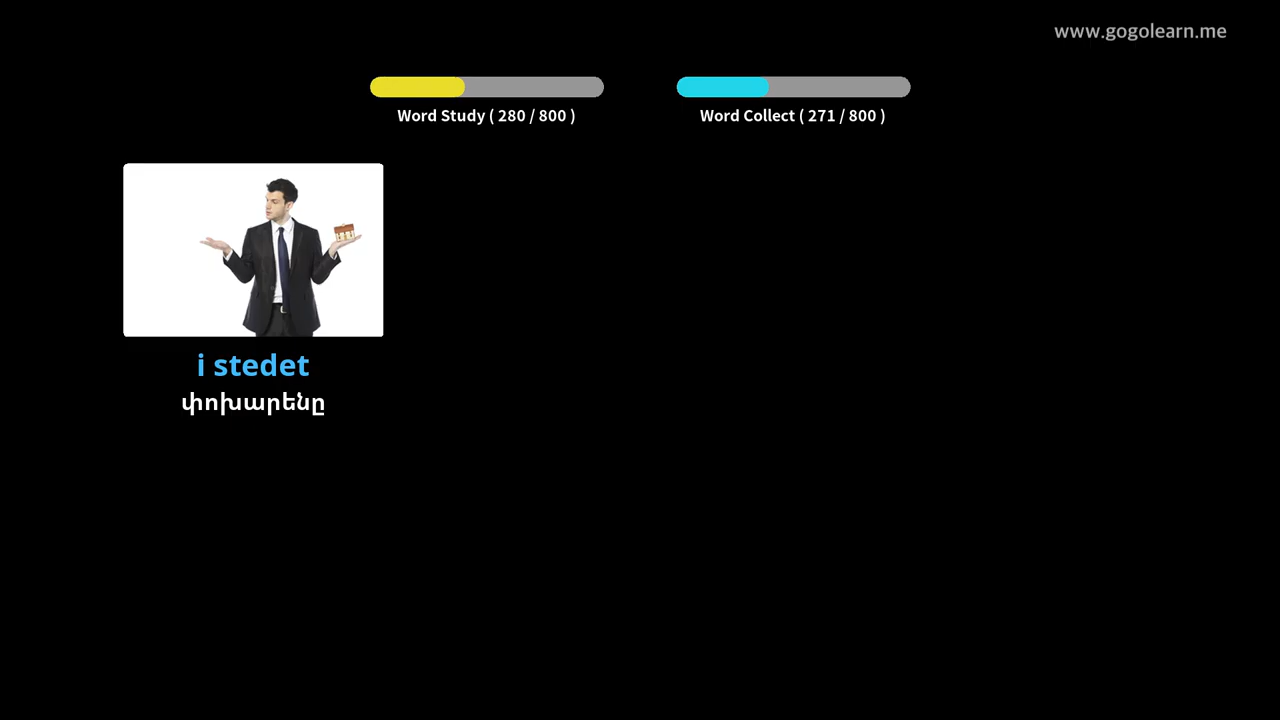 www.gogolearn.me
Word Study ( 280 / 800 )
Word Collect ( 271 / 800 )
i stedet
փոխարենը